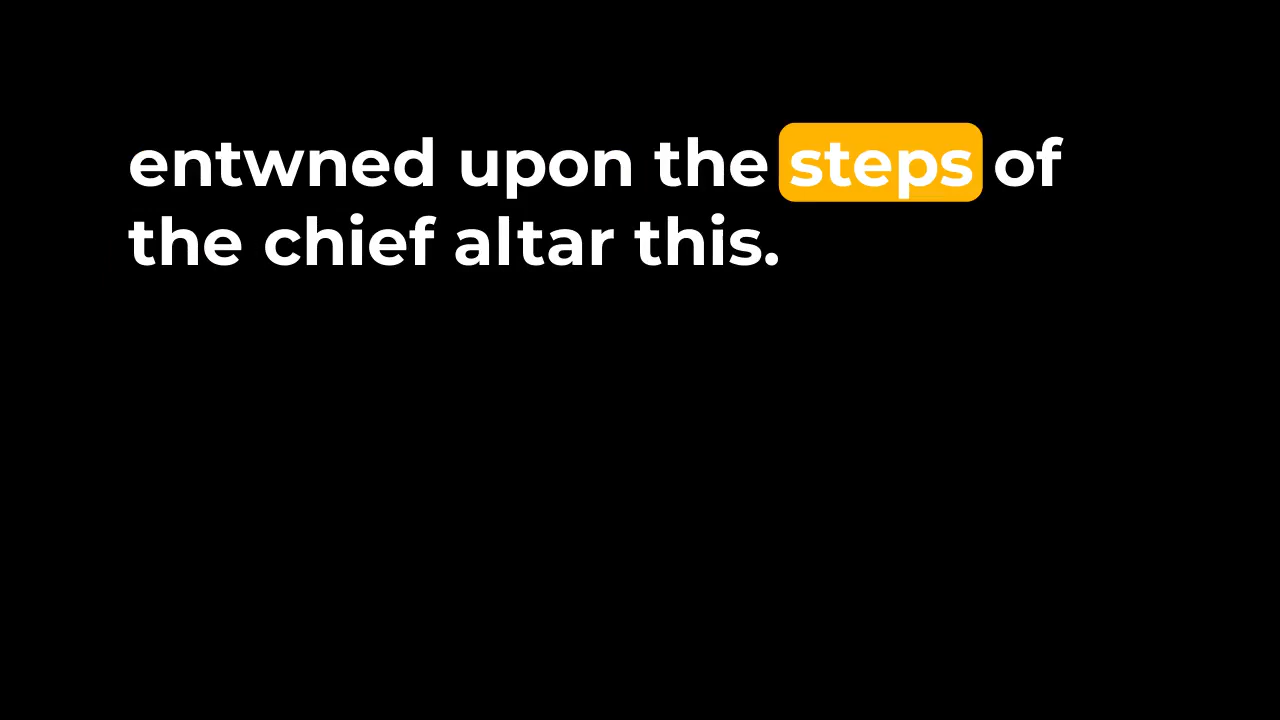 entwned upon the steps of
the chief altar this.